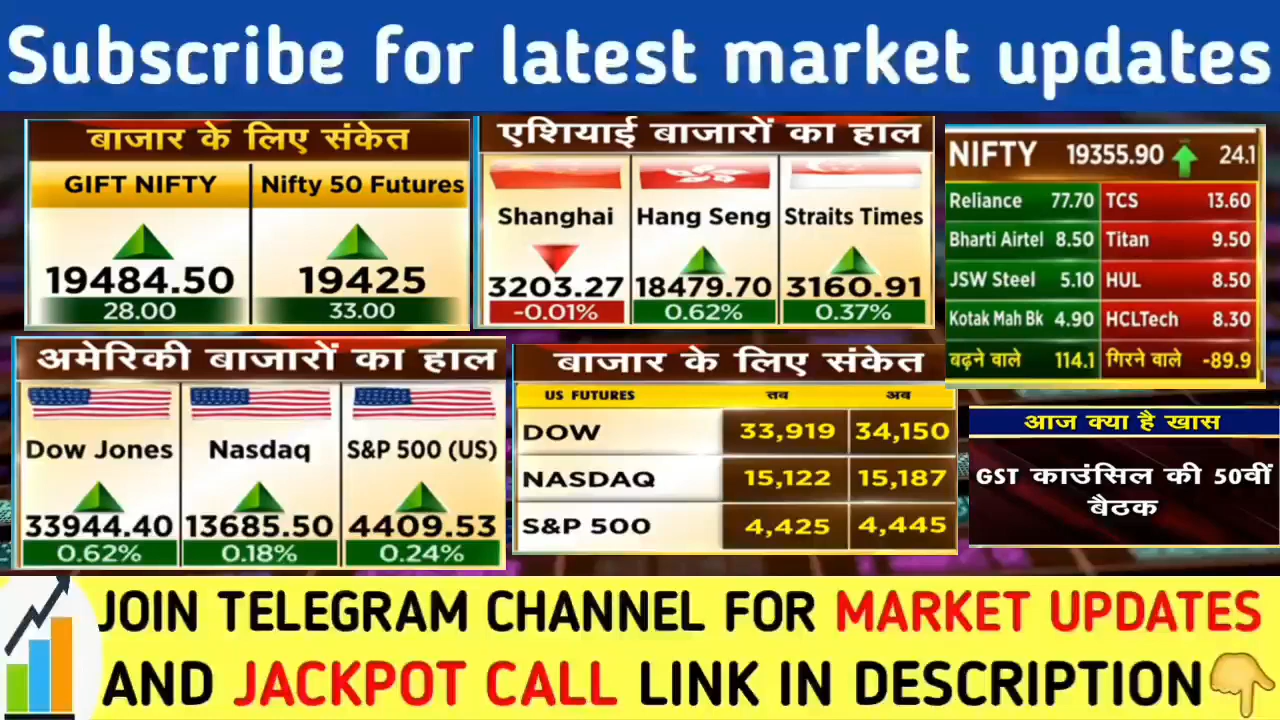 Subscribe for latest market updates
बाजार के लिए संकेत
GIFT NIFTY Nifty 50 Futures
19484.50 19425
28.00 33.00
एशियाई बाजारों का हाल
Shanghai Hang Seng Straits Times
3203.27 18479.70 3160.91
-0.01% 0.62% 0.37%
NIFTY 19355.90 24.1
Reliance 77.70 TCS 13.60
Bharti Airtel 8.50 Titan 9.50
JSW Steel 5.10 HUL 8.50
Kotak Mah Bk 4.90 HCLTech 8.30
बढ़ने वाले 114.1 गिरने वाले -89.9
अमेरिकी बाजारों का हाल
Dow Jones Nasdaq S&P 500 (US)
33944.40 13685.50 4409.53
0.62% 0.18% 0.24%
बाजार के लिए संकेत
US FUTURES तब अब
DOW 33,919 34,150
NASDAQ 15,122 15,187
S&P 500 4,425 4,445
आज क्या है खास
GST काउंसिल की 50वीं
बैठक
JOIN TELEGRAM CHANNEL FOR MARKET UPDATES
AND JACKPOT CALL LINK IN DESCRIPTION